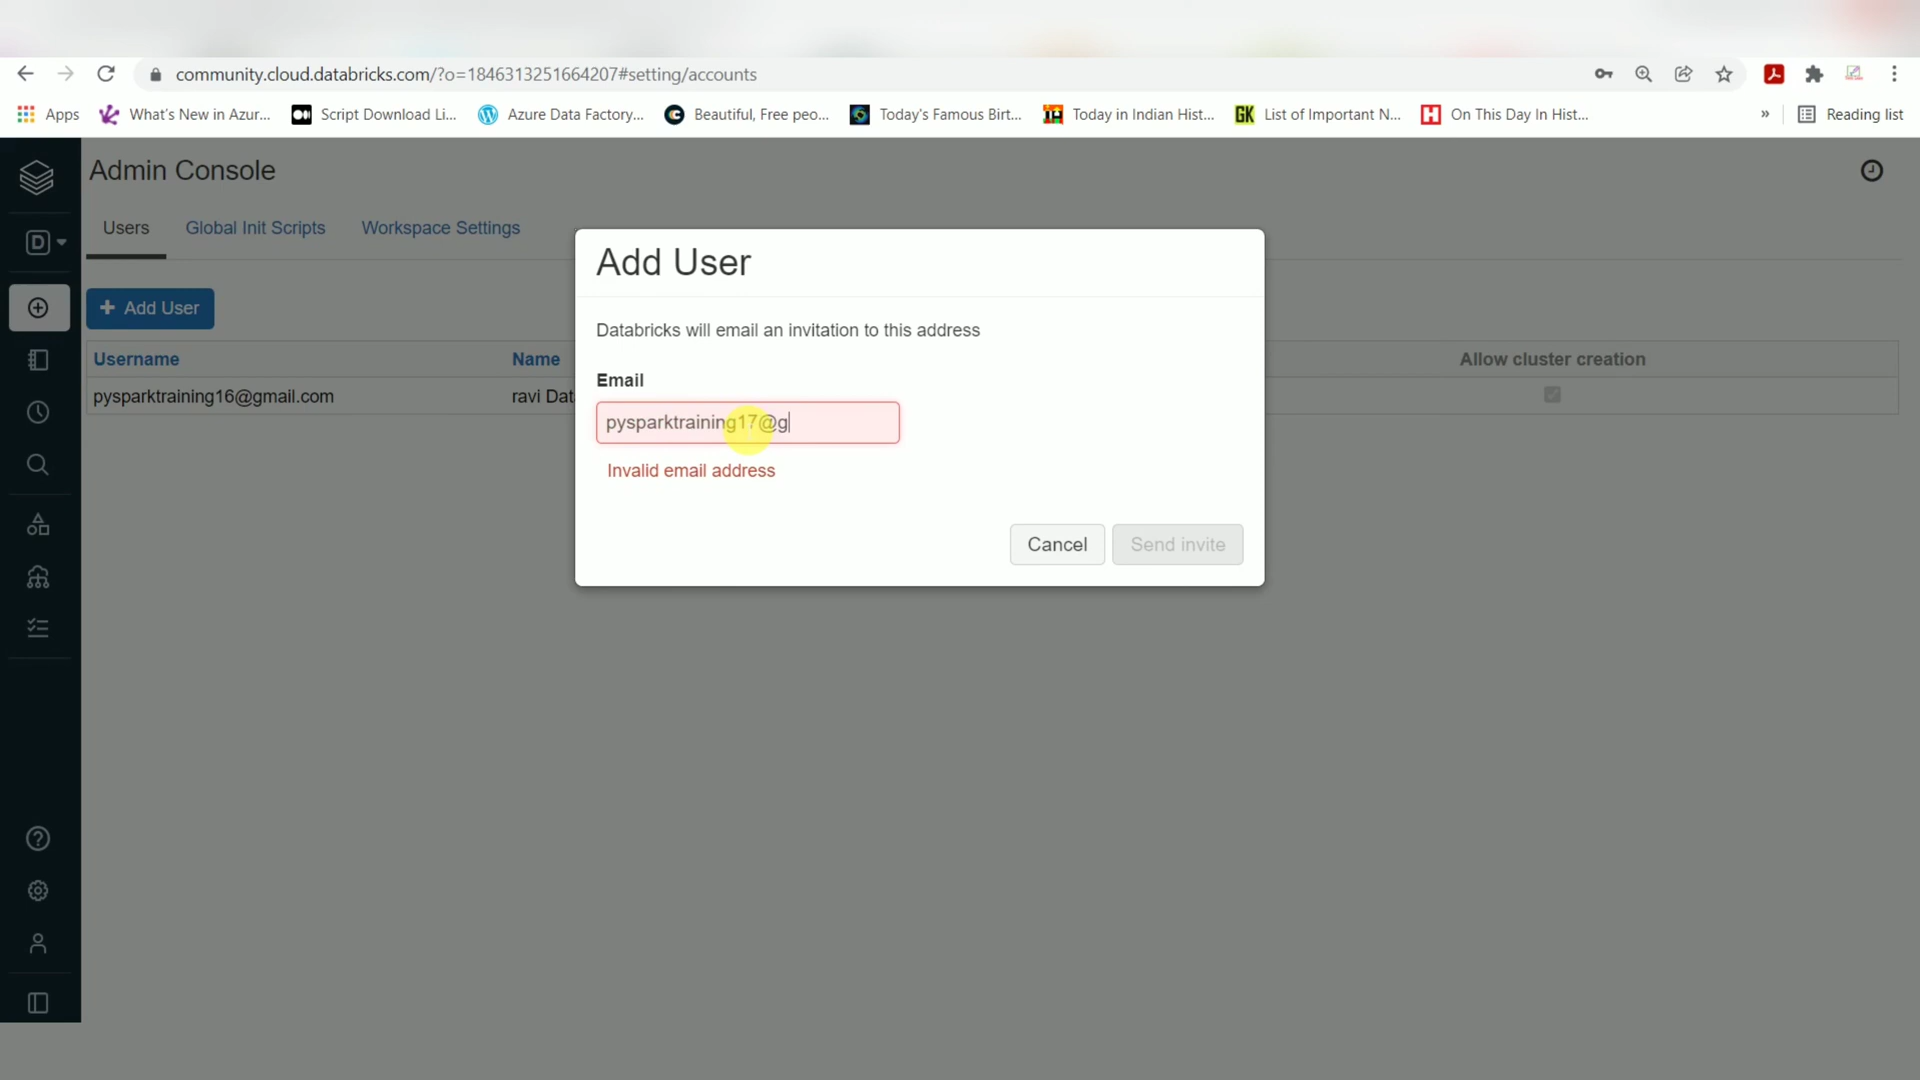 community.cloud.databricks.com/?o=1846313251664207#setting/accounts
Apps What's New in Azur... Script Download Li... Azure Data Factory... Beautiful, Free peo... Today's Famous Birt... Today in Indian Hist... GK List of Important N... H On This Day In Hist... » Reading list
Admin Console
D
Users Global Init Scripts Workspace Settings
+ Add User
Username Name Allow cluster creation
pysparktraining16@gmail.com ravi Dat
Add User
Databricks will email an invitation to this address
Email
pysparktraining17@g
Invalid email address
Cancel Send invite